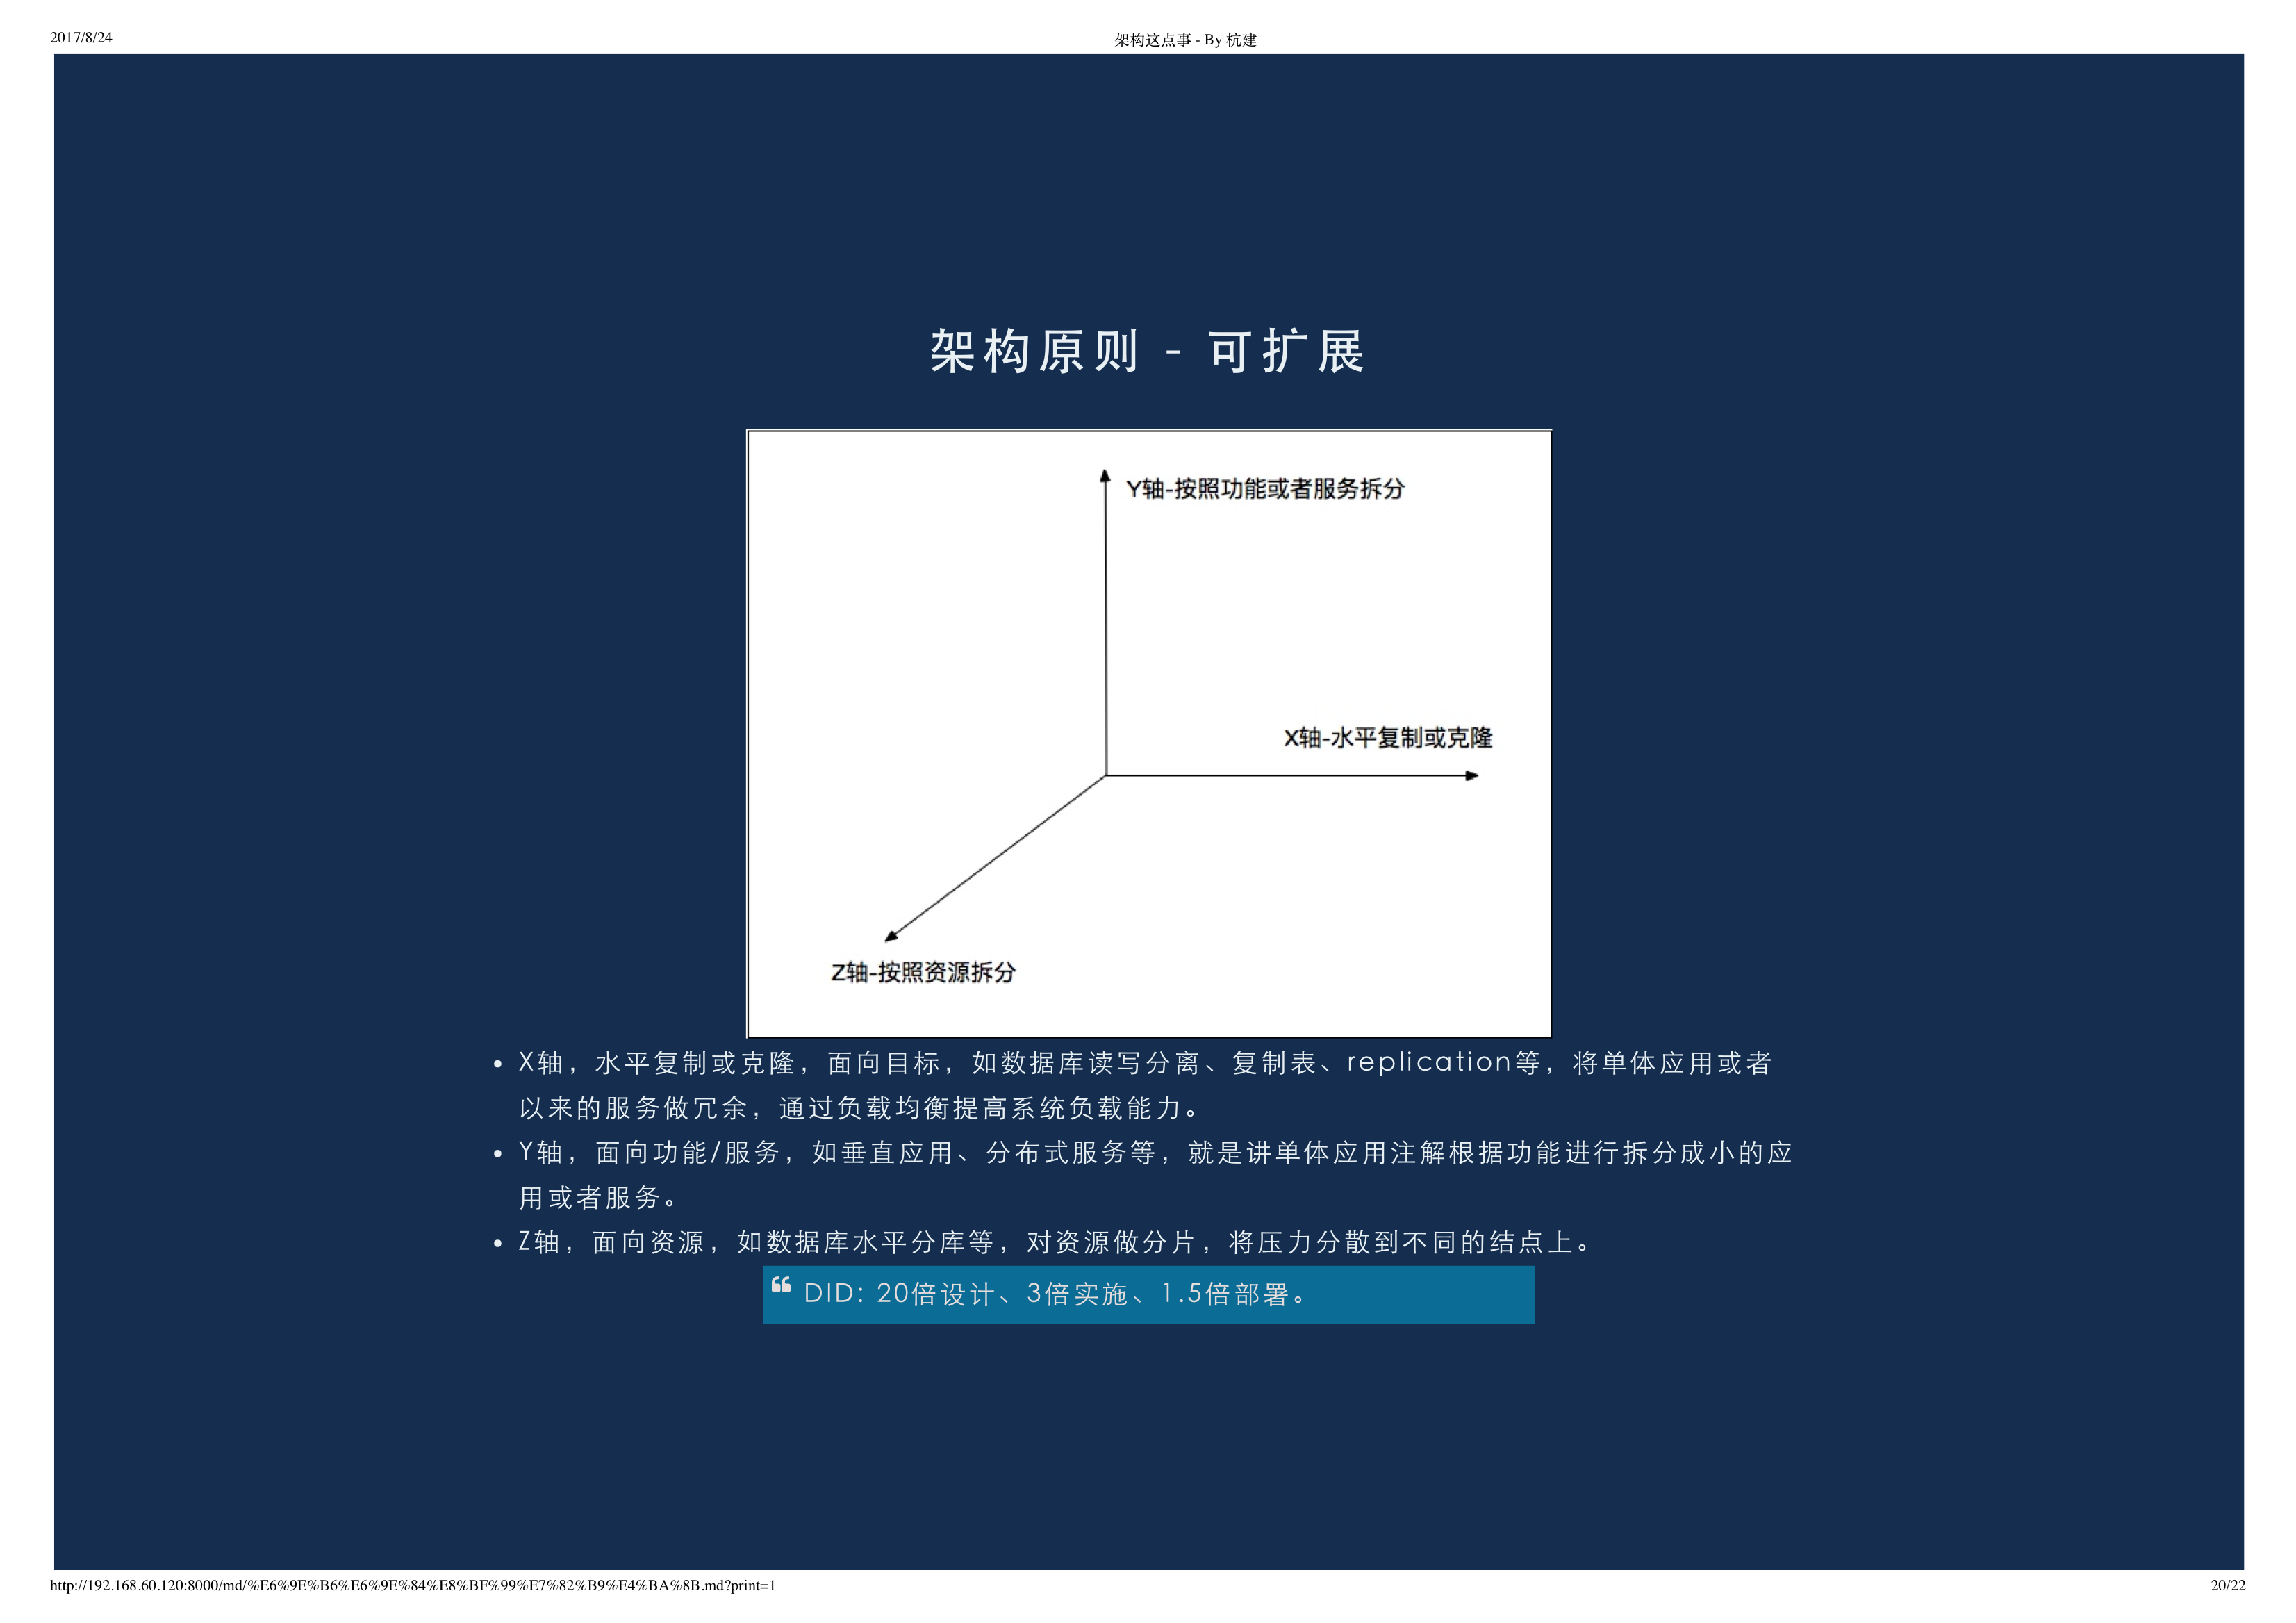 2017/8/24
架构这点事 - By 杭建
架构原则 - 可扩展
Y轴-按照功能或者服务拆分
X轴-水平复制或克隆
Z轴-按照资源拆分
• X轴，水平复制或克隆，面向目标，如数据库读写分离、复制表、replication等，将单体应用或者
以来的服务做冗余，通过负载均衡提高系统负载能力。
• Y轴，面向功能/服务，如垂直应用、分布式服务等，就是讲单体应用注解根据功能进行拆分成小的应
用或者服务。
• Z轴，面向资源，如数据库水平分库等，对资源做分片，将压力分散到不同的结点上。
❝ DID: 20倍设计、3倍实施、1.5倍部署。
http://192.168.60.120:8000/md/%E6%9E%B6%E6%9E%84%E8%BF%99%E7%82%B9%E4%BA%8B.md?print=1
20/22